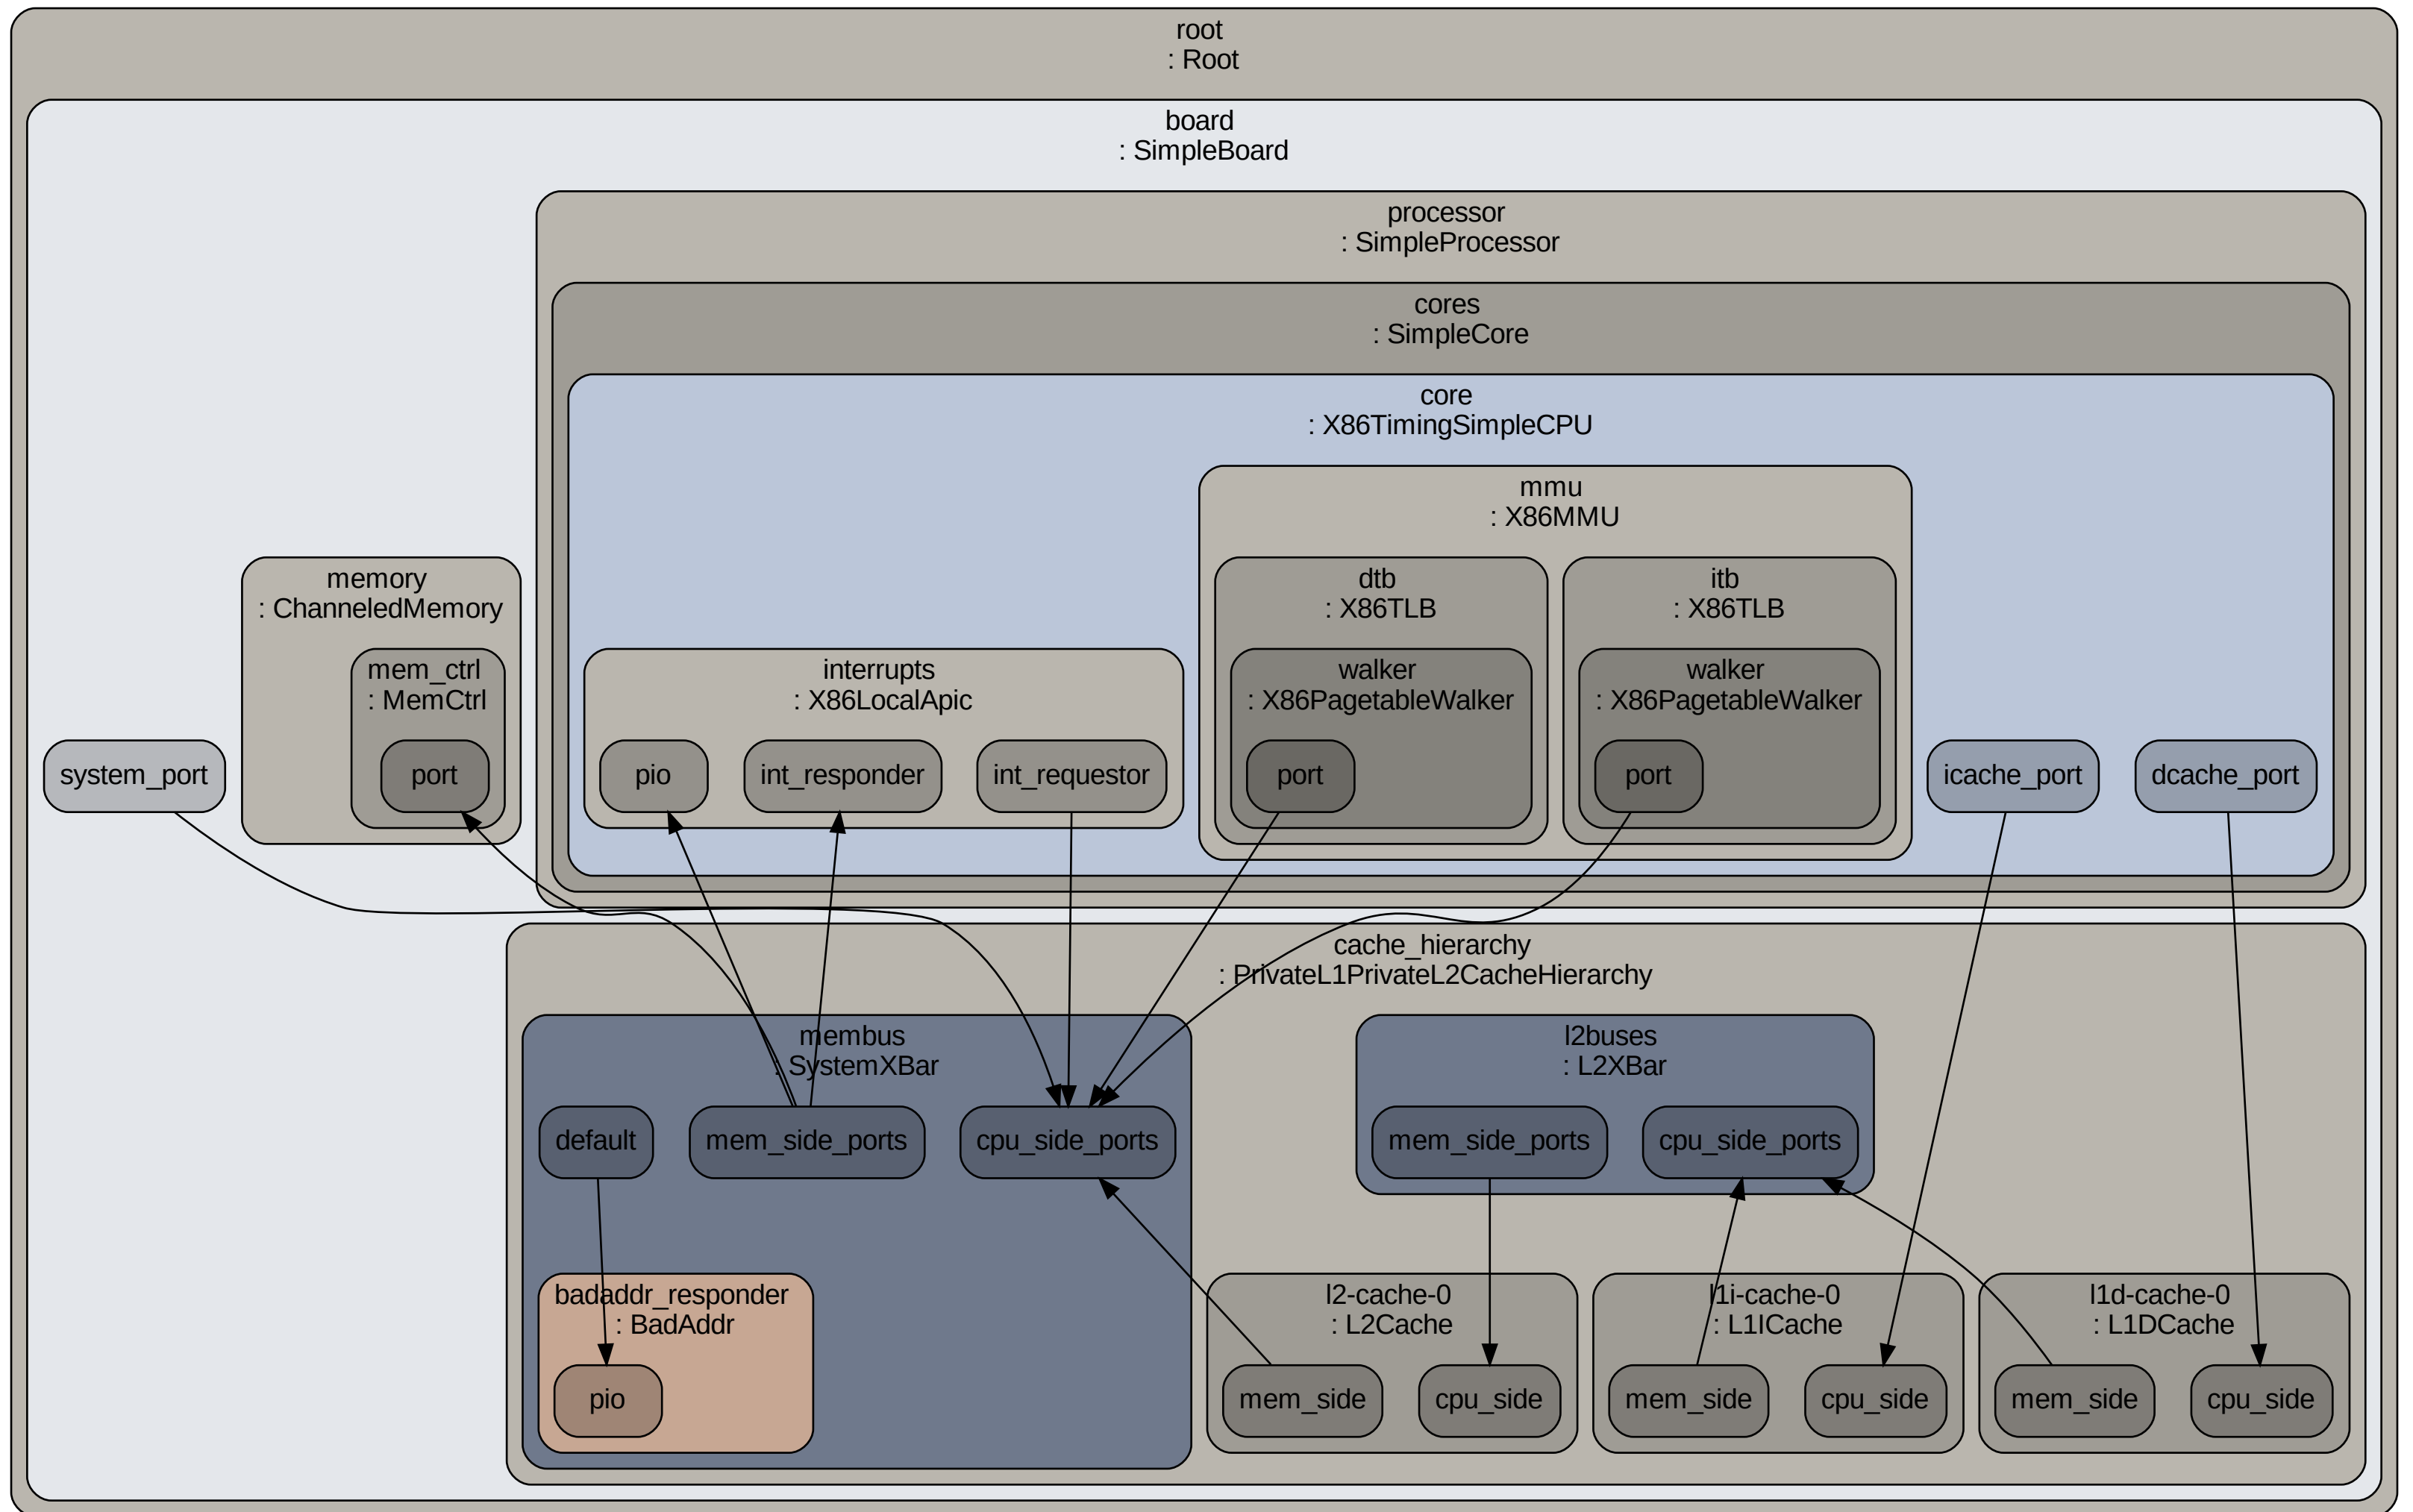 root
: Root
board
: SimpleBoard
processor
: SimpleProcessor
cores
: SimpleCore
core
: X86TimingSimpleCPU
mmu
: X86MMU
memory
: ChanneledMemory
dtb
: X86TLB
itb
: X86TLB
mem_ctrl
: MemCtrl
interrupts
: X86LocalApic
walker
: X86PagetableWalker
walker
: X86PagetableWalker
system_port
port
pio
int_responder
int_requestor
port
port
icache_port
dcache_port
cache_hierarchy
: PrivateL1PrivateL2CacheHierarchy
membus
: SystemXBar
l2buses
: L2XBar
default
mem_side_ports
cpu_side_ports
mem_side_ports
cpu_side_ports
badaddr_responder
: BadAddr
l2-cache-0
: L2Cache
l1i-cache-0
: L1ICache
l1d-cache-0
: L1DCache
pio
mem_side
cpu_side
mem_side
cpu_side
mem_side
cpu_side